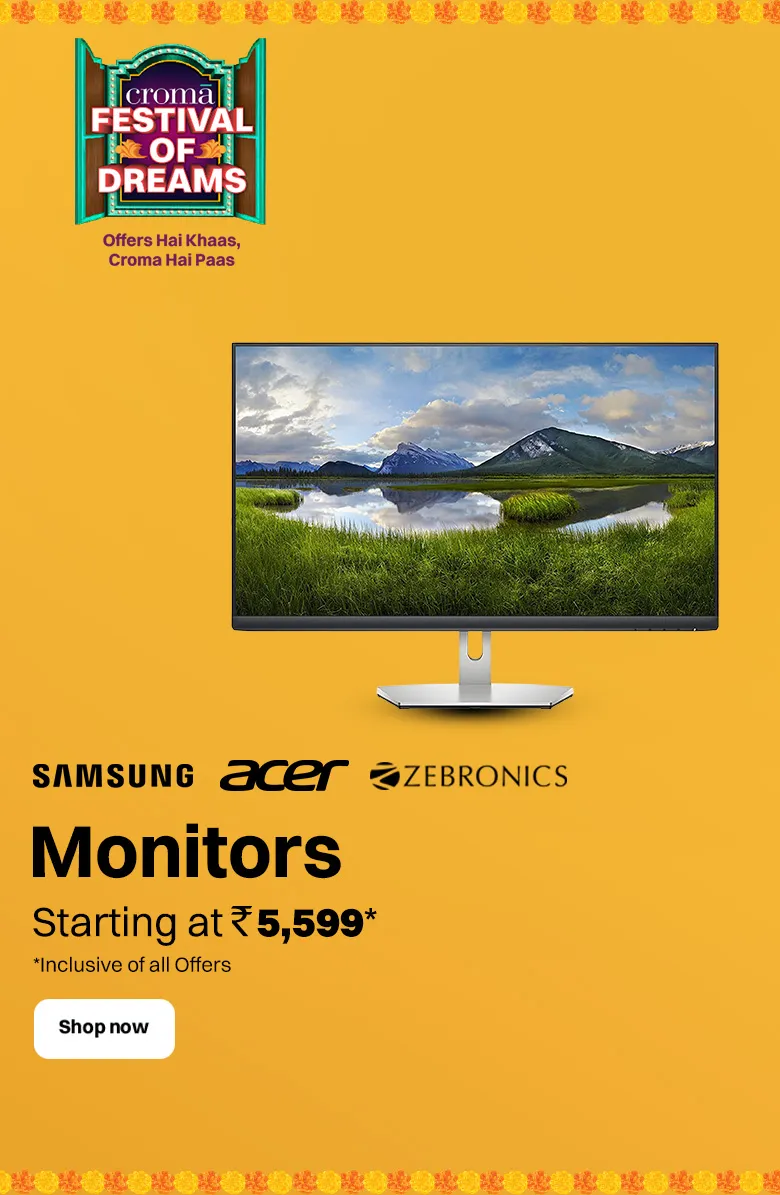 cromā
FESTIVAL
OF
DREAMS
Offers Hai Khaas,
Croma Hai Paas
SAMSUNG acer ZEBRONICS
Monitors
Starting at ₹5,599*
*Inclusive of all Offers
Shop now